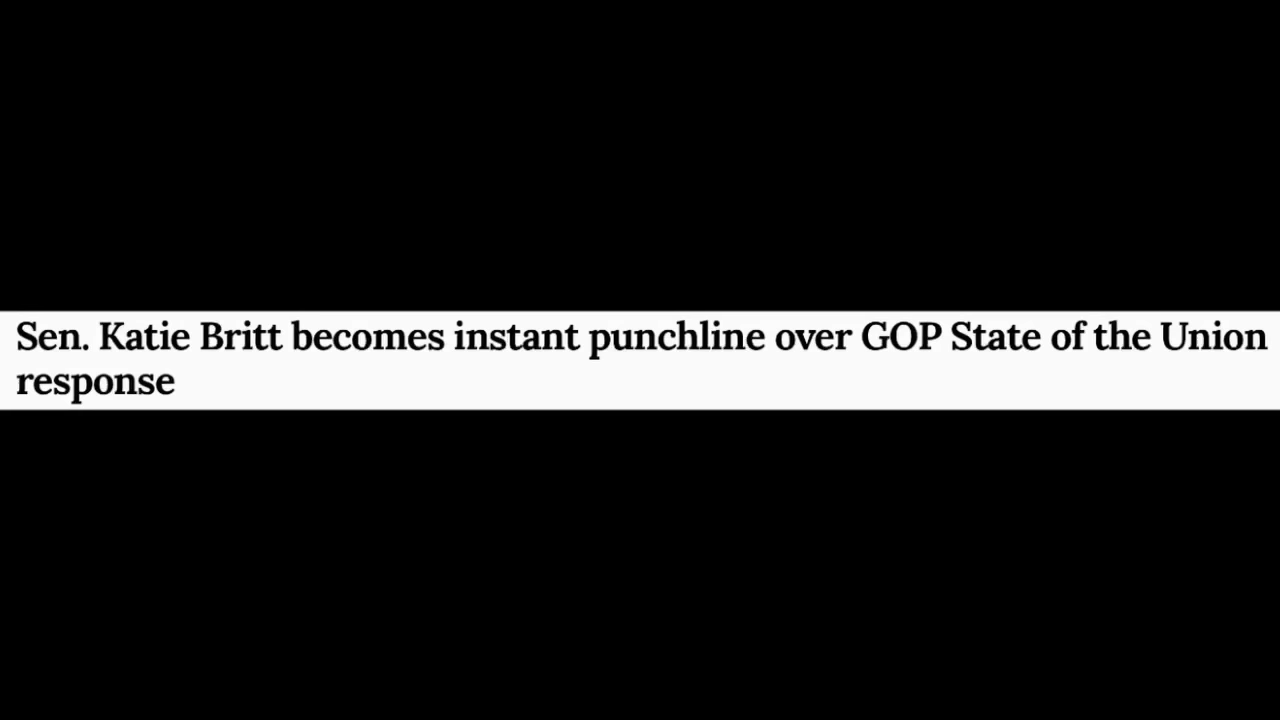 Sen. Katie Britt becomes instant punchline over GOP State of the Union
response